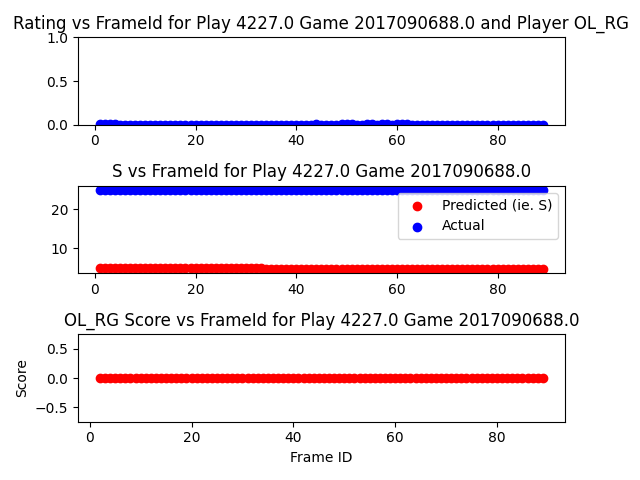 Rating vs FrameId for Play 4227.0 Game 2017090688.0 and Player OL_RG
1.0
0.5
0.0
0 20 40 60 80
S vs FrameId for Play 4227.0 Game 2017090688.0
20
10
Predicted (ie. S)
Actual
0 20 40 60 80
OL_RG Score vs FrameId for Play 4227.0 Game 2017090688.0
Score
0.5
0.0
−0.5
0 20 40 60 80
Frame ID